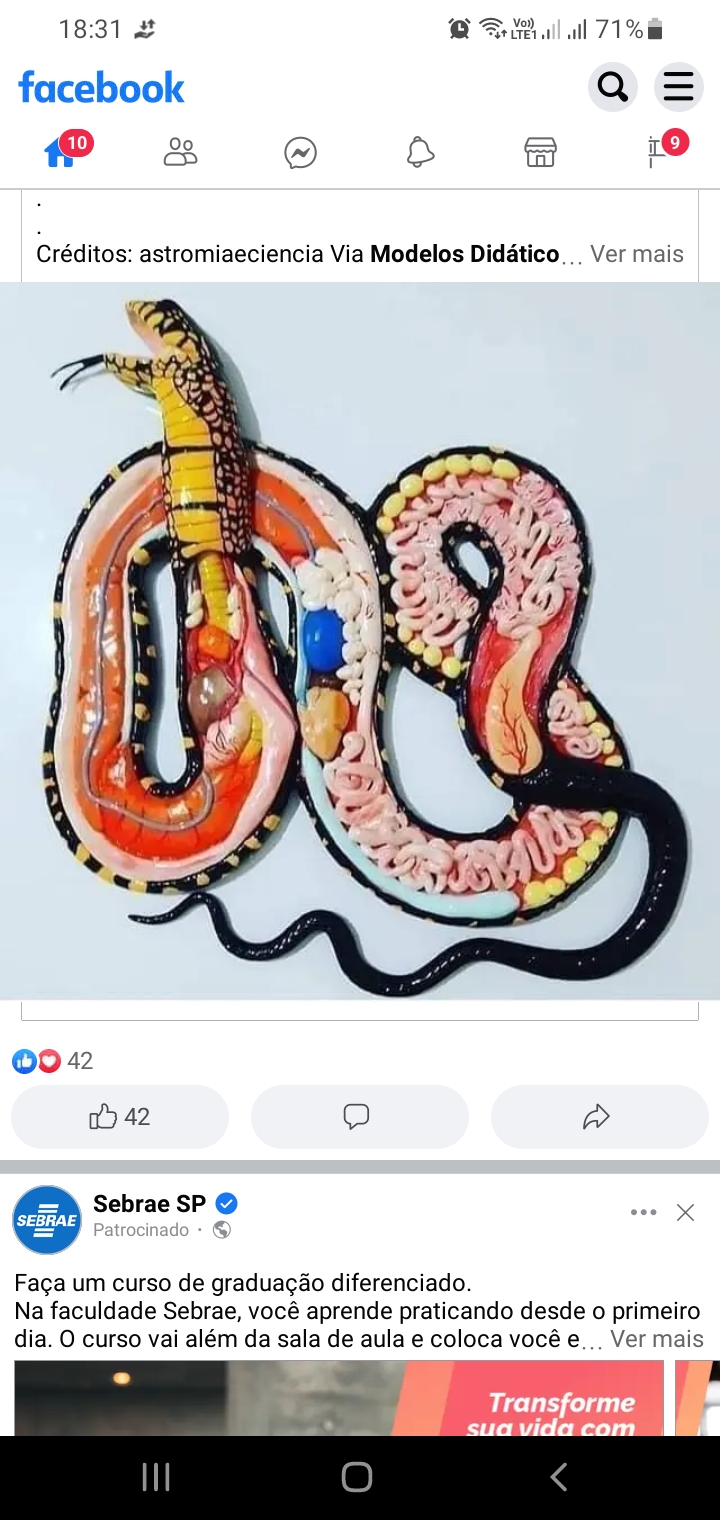 18:31
Vo)) LTE1
71%
facebook
10
9
.
.
Créditos: astromiaeciencia Via Modelos Didático... Ver mais
42
42
Sebrae SP
SEBRAE
Patrocinado ·
Faça um curso de graduação diferenciado.
Na faculdade Sebrae, você aprende praticando desde o primeiro
dia. O curso vai além da sala de aula e coloca você e... Ver mais
Transforme
sua vida com